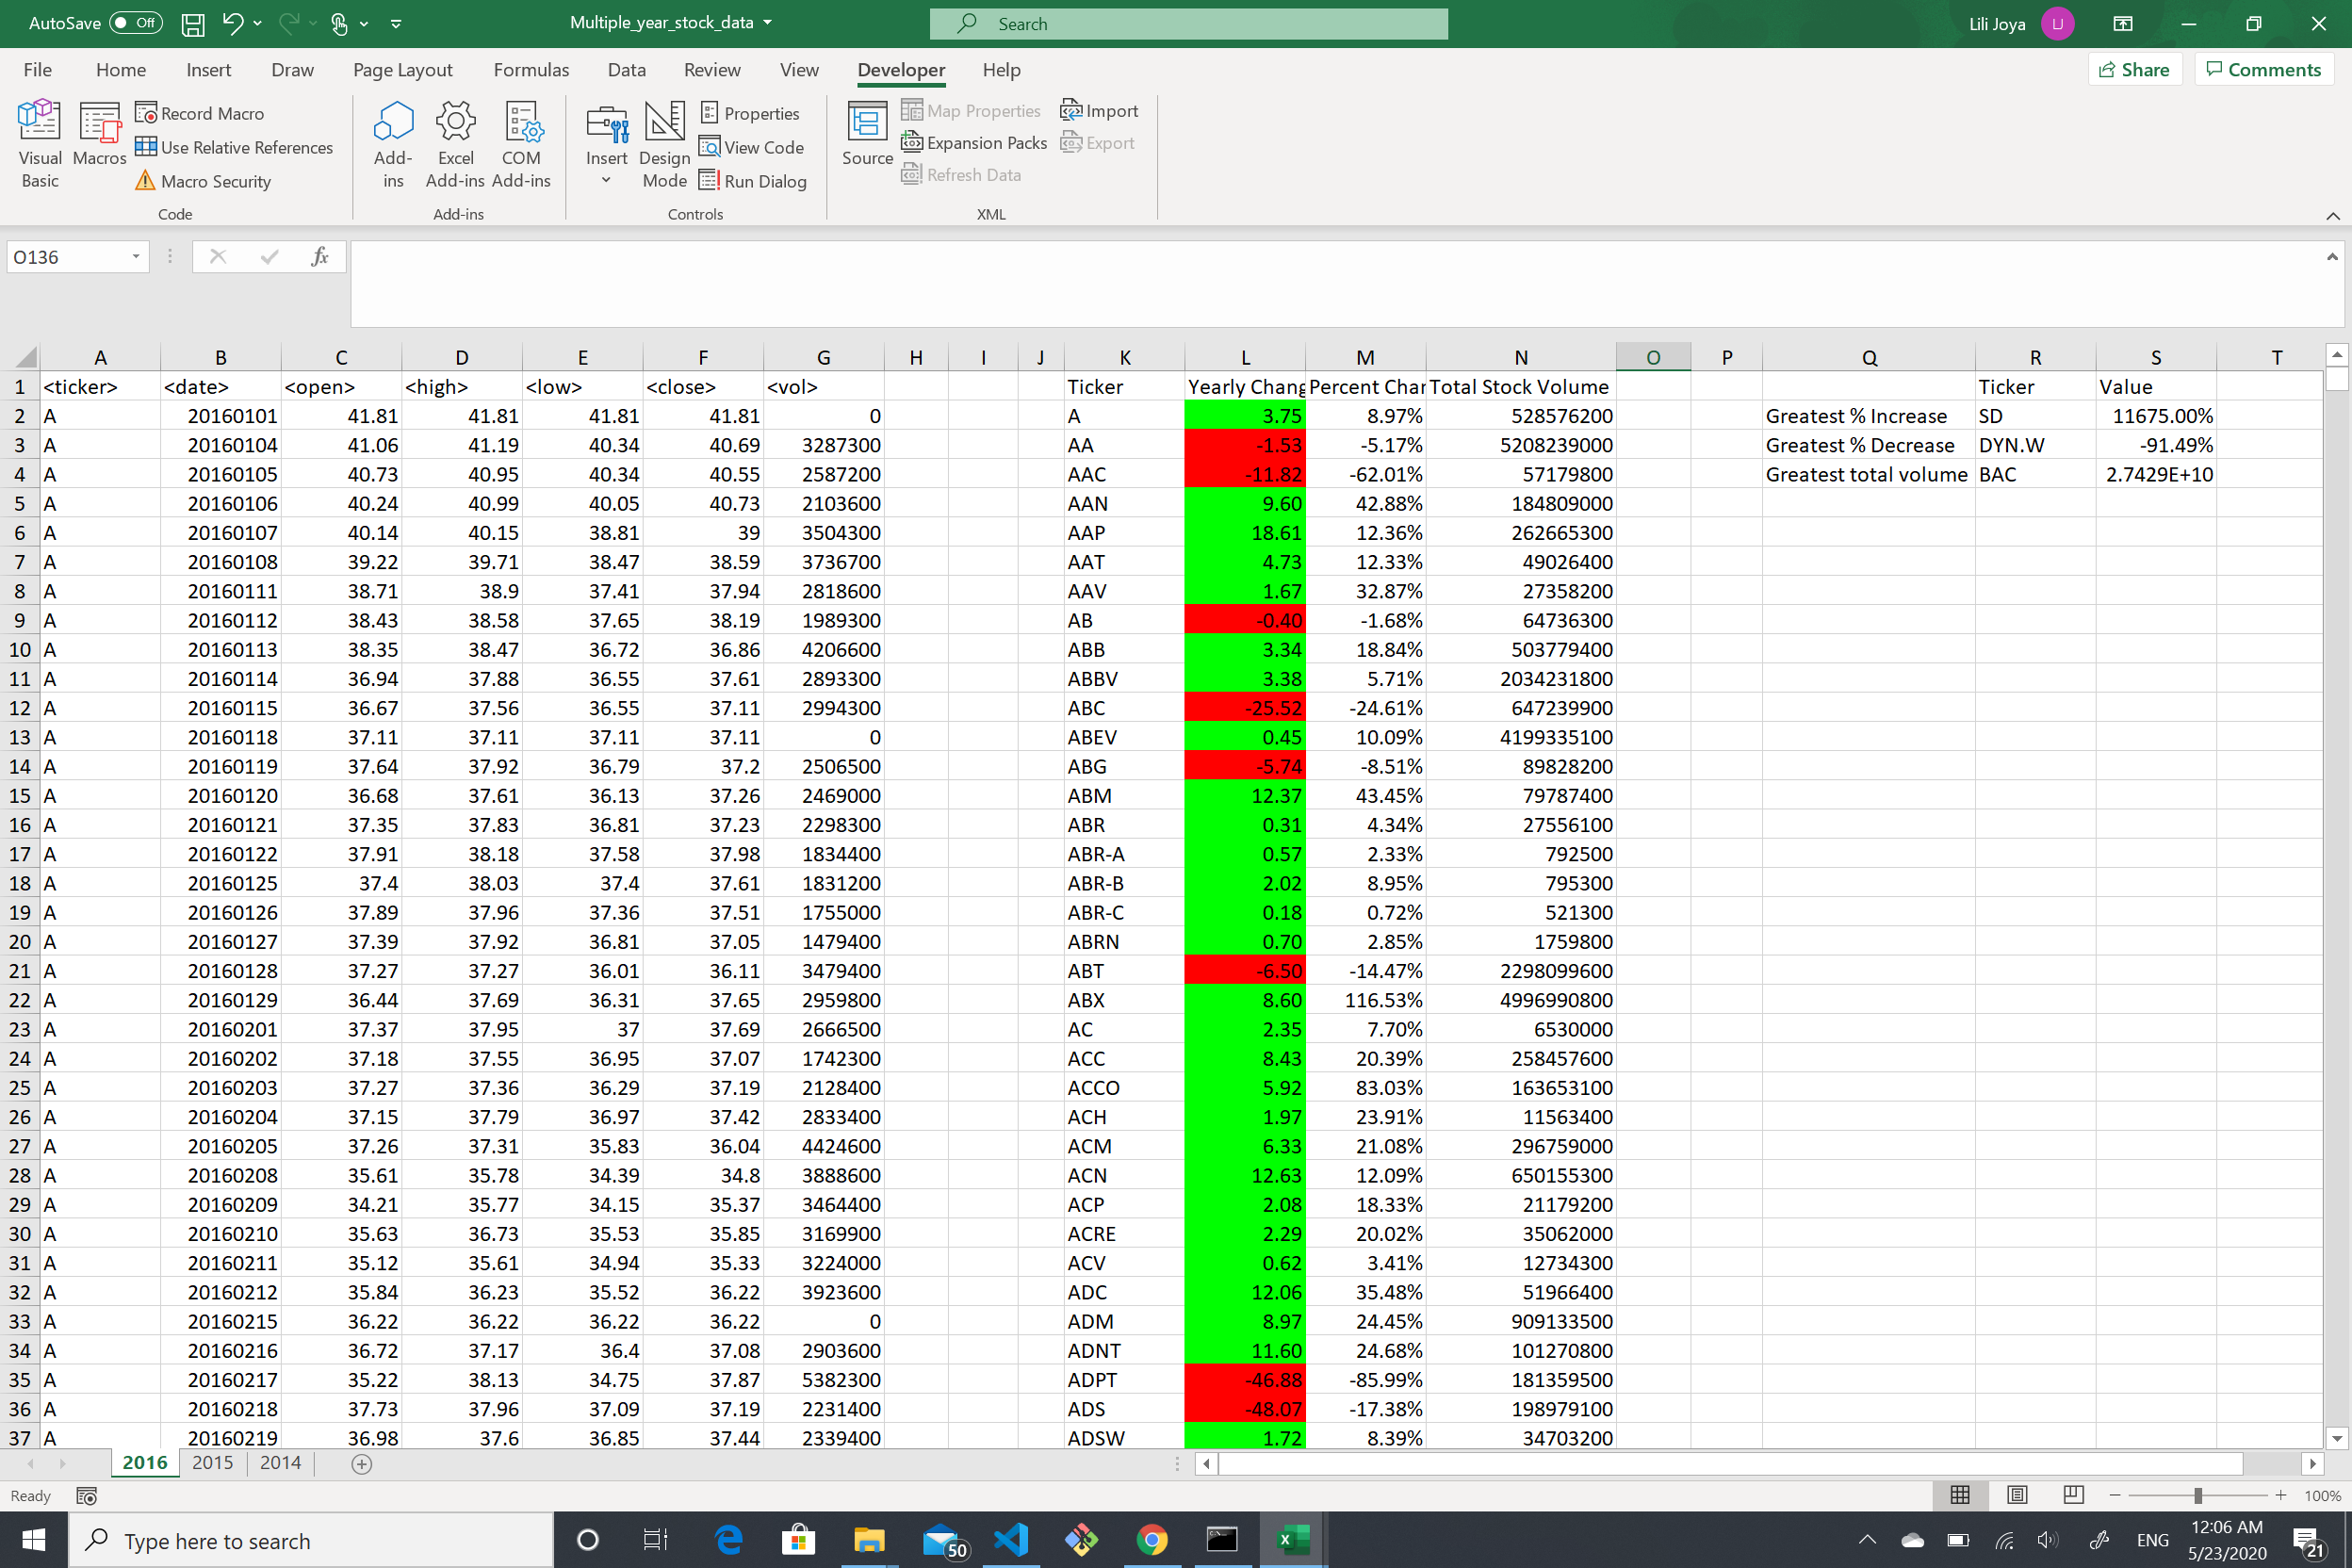 AutoSave Off Multiple_year_stock_data Search Lili Joya LJ
File Home Insert Draw Page Layout Formulas Data Review View Developer Help Share Comments
Visual Basic Macros Record Macro Use Relative References Macro Security
Add-ins Excel Add-ins COM Add-ins
Insert Design Mode Properties View Code Run Dialog
Source Map Properties Expansion Packs Refresh Data Import Export
Code Add-ins Controls XML
O136 fx
A B C D E F G H I J K L M N O P Q R S T
1 <ticker> <date> <open> <high> <low> <close> <vol> Ticker Yearly Chang Percent Char Total Stock Volume Ticker Value
2 A 20160101 41.81 41.81 41.81 41.81 0 A 3.75 8.97% 528576200 Greatest % Increase SD 11675.00%
3 A 20160104 41.06 41.19 40.34 40.69 3287300 AA -1.53 -5.17% 5208239000 Greatest % Decrease DYN.W -91.49%
4 A 20160105 40.73 40.95 40.34 40.55 2587200 AAC -11.82 -62.01% 57179800 Greatest total volume BAC 2.7429E+10
5 A 20160106 40.24 40.99 40.05 40.73 2103600 AAN 9.60 42.88% 184809000
6 A 20160107 40.14 40.15 38.81 39 3504300 AAP 18.61 12.36% 262665300
7 A 20160108 39.22 39.71 38.47 38.59 3736700 AAT 4.73 12.33% 49026400
8 A 20160111 38.71 38.9 37.41 37.94 2818600 AAV 1.67 32.87% 27358200
9 A 20160112 38.43 38.58 37.65 38.19 1989300 AB -0.40 -1.68% 64736300
10 A 20160113 38.35 38.47 36.72 36.86 4206600 ABB 3.34 18.84% 503779400
11 A 20160114 36.94 37.88 36.55 37.61 2893300 ABBV 3.38 5.71% 2034231800
12 A 20160115 36.67 37.56 36.55 37.11 2994300 ABC -25.52 -24.61% 647239900
13 A 20160118 37.11 37.11 37.11 37.11 0 ABEV 0.45 10.09% 4199335100
14 A 20160119 37.64 37.92 36.79 37.2 2506500 ABG -5.74 -8.51% 89828200
15 A 20160120 36.68 37.61 36.13 37.26 2469000 ABM 12.37 43.45% 79787400
16 A 20160121 37.35 37.83 36.81 37.23 2298300 ABR 0.31 4.34% 27556100
17 A 20160122 37.91 38.18 37.58 37.98 1834400 ABR-A 0.57 2.33% 792500
18 A 20160125 37.4 38.03 37.4 37.61 1831200 ABR-B 2.02 8.95% 795300
19 A 20160126 37.89 37.96 37.36 37.51 1755000 ABR-C 0.18 0.72% 521300
20 A 20160127 37.39 37.92 36.81 37.05 1479400 ABRN 0.70 2.85% 1759800
21 A 20160128 37.27 37.27 36.01 36.11 3479400 ABT -6.50 -14.47% 2298099600
22 A 20160129 36.44 37.69 36.31 37.65 2959800 ABX 8.60 116.53% 4996990800
23 A 20160201 37.37 37.95 37 37.69 2666500 AC 2.35 7.70% 6530000
24 A 20160202 37.18 37.55 36.95 37.07 1742300 ACC 8.43 20.39% 258457600
25 A 20160203 37.27 37.36 36.29 37.19 2128400 ACCO 5.92 83.03% 163653100
26 A 20160204 37.15 37.79 36.97 37.42 2833400 ACH 1.97 23.91% 11563400
27 A 20160205 37.26 37.31 35.83 36.04 4424600 ACM 6.33 21.08% 296759000
28 A 20160208 35.61 35.78 34.39 34.8 3888600 ACN 12.63 12.09% 650155300
29 A 20160209 34.21 35.77 34.15 35.37 3464400 ACP 2.08 18.33% 21179200
30 A 20160210 35.63 36.73 35.53 35.85 3169900 ACRE 2.29 20.02% 35062000
31 A 20160211 35.12 35.61 34.94 35.33 3224000 ACV 0.62 3.41% 12734300
32 A 20160212 35.84 36.23 35.52 36.22 3923600 ADC 12.06 35.48% 51966400
33 A 20160215 36.22 36.22 36.22 36.22 0 ADM 8.97 24.45% 909133500
34 A 20160216 36.72 37.17 36.4 37.08 2903600 ADNT 11.60 24.68% 101270800
35 A 20160217 35.22 38.13 34.75 37.87 5382300 ADPT -46.88 -85.99% 181359500
36 A 20160218 37.73 37.96 37.09 37.19 2231400 ADS -48.07 -17.38% 198979100
37 A 20160219 36.98 37.6 36.85 37.44 2339400 ADSW 1.72 8.39% 34703200
2016 2015 2014
Ready 100%
Type here to search 50 ENG 12:06 AM 21
5/23/2020